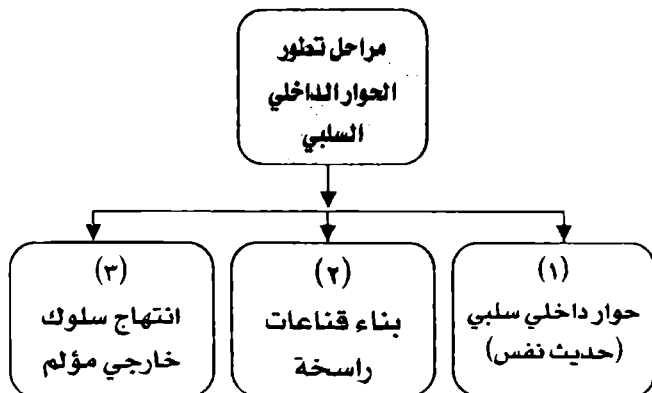 مراحل تطور
الحوار الداخلي
السلبي
(١)
حوار داخلي سلبي
(حديث نفس)
(٢)
بناء قناعات
راسخة
(٣)
انتهاج سلوك
خارجي مؤلم